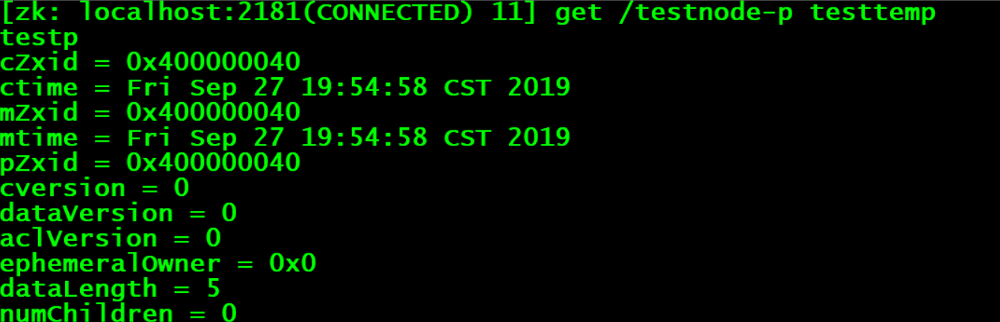 [zk: localhost:2181(CONNECTED) 11] get /testnode-p testtemp
testp
cZxid = 0x400000040
ctime = Fri Sep 27 19:54:58 CST 2019
mZxid = 0x400000040
mtime = Fri Sep 27 19:54:58 CST 2019
pZxid = 0x400000040
cversion = 0
dataVersion = 0
aclVersion = 0
ephemeralOwner = 0x0
dataLength = 5
numChildren = 0